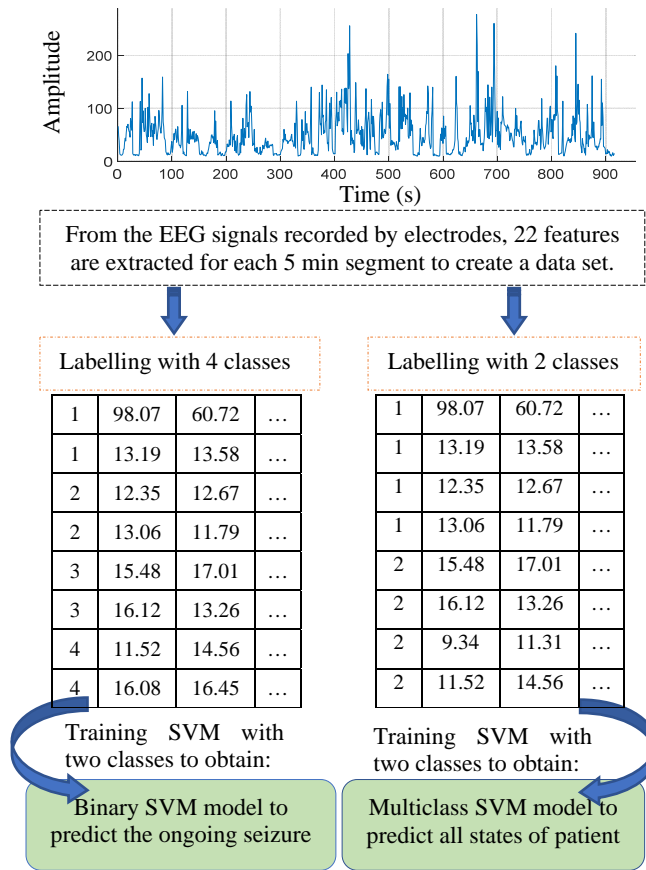 Amplitude
200
100
0
0 100 200 300 400 500 600 700 800 900
Time (s)
From the EEG signals recorded by electrodes, 22 features
are extracted for each 5 min segment to create a data set.
Labelling with 4 classes
1 98.07 60.72 …
1 13.19 13.58 …
2 12.35 12.67 …
2 13.06 11.79 …
3 15.48 17.01 …
3 16.12 13.26 …
4 11.52 14.56 …
4 16.08 16.45 …
Training SVM with
two classes to obtain:
Binary SVM model to
predict the ongoing seizure
Labelling with 2 classes
1 98.07 60.72 …
1 13.19 13.58 …
1 12.35 12.67 …
1 13.06 11.79 …
2 15.48 17.01 …
2 16.12 13.26 …
2 9.34 11.31 …
2 11.52 14.56 …
Training SVM with
two classes to obtain:
Multiclass SVM model to
predict all states of patient